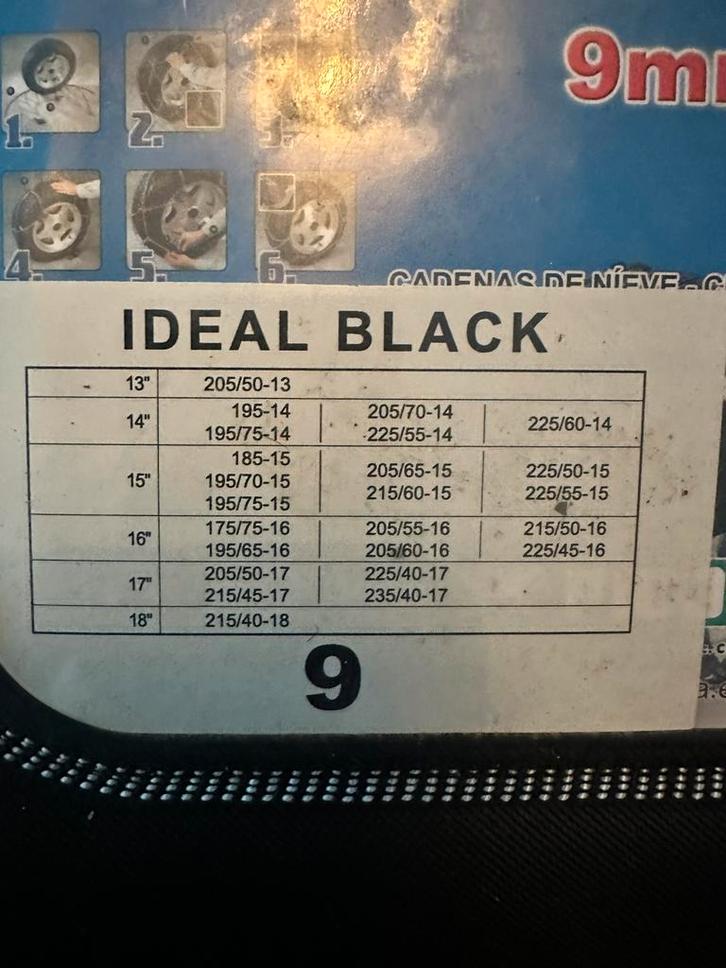 9m
1. 2. 3.
4. 5. 6.
CADENAS DE NÍEVE - C
IDEAL BLACK
13" 205/50-13
14" 195-14 205/70-14 225/60-14
195/75-14 225/55-14
15" 185-15 205/65-15 225/50-15
195/70-15 215/60-15 225/55-15
195/75-15
16" 175/75-16 205/55-16 215/50-16
195/65-16 205/60-16 225/45-16
17" 205/50-17 225/40-17
215/45-17 235/40-17
18" 215/40-18
9